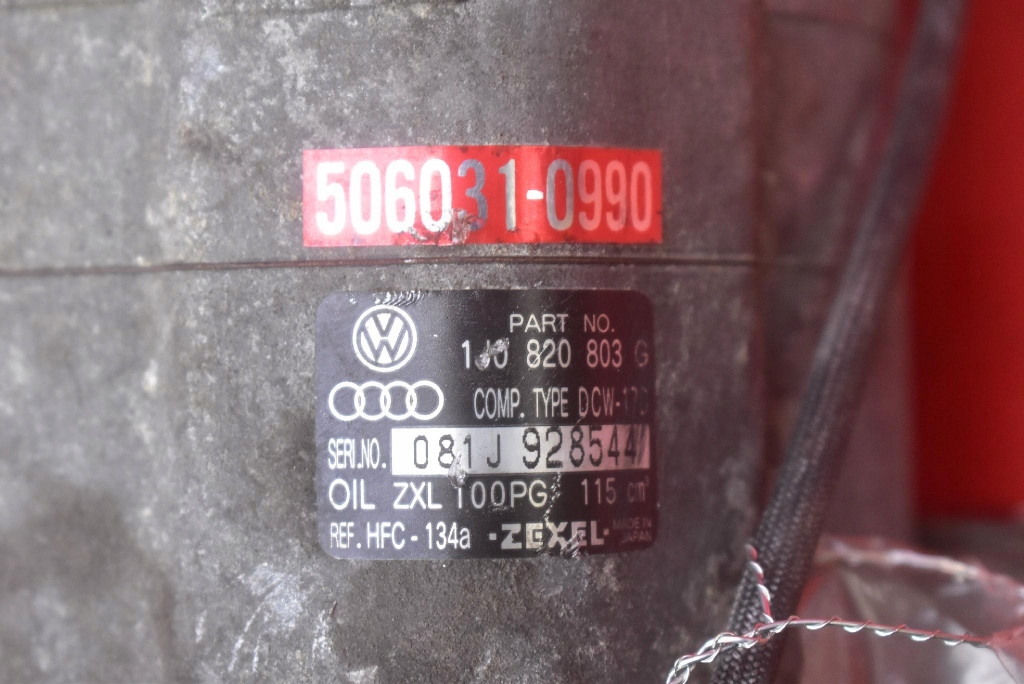 506031-0990
PART NO.
1J0 820 803 G
COMP. TYPE DCW-17D
SERI.NO. 081J 928544/
OIL ZXL 100PG 115 cm³
REF. HFC - 134a -ZEXEL- MADE IN JAPAN